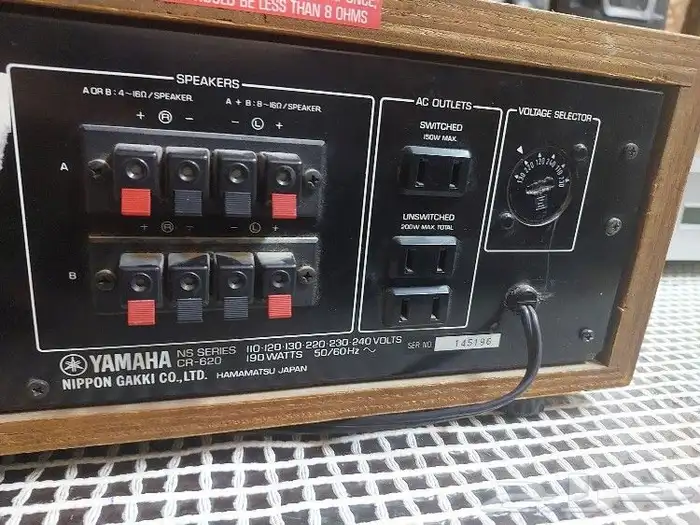 ONCE,
SHOULD BE LESS THAN 8 OHMS
SPEAKERS
A OR B : 4~16Ω/SPEAKER.
A + B : 8~16Ω/SPEAKER.
+ R − − L +
A
+ R − − L +
B
AC OUTLETS
SWITCHED
150W MAX.
UNSWITCHED
200W MAX. TOTAL
VOLTAGE SELECTOR
YAMAHA
NS SERIES
CR-620
110·120·130·220·230·240 VOLTS
190 WATTS 50/60Hz ~
SER NO. 145196
NIPPON GAKKI CO., LTD. HAMAMATSU JAPAN